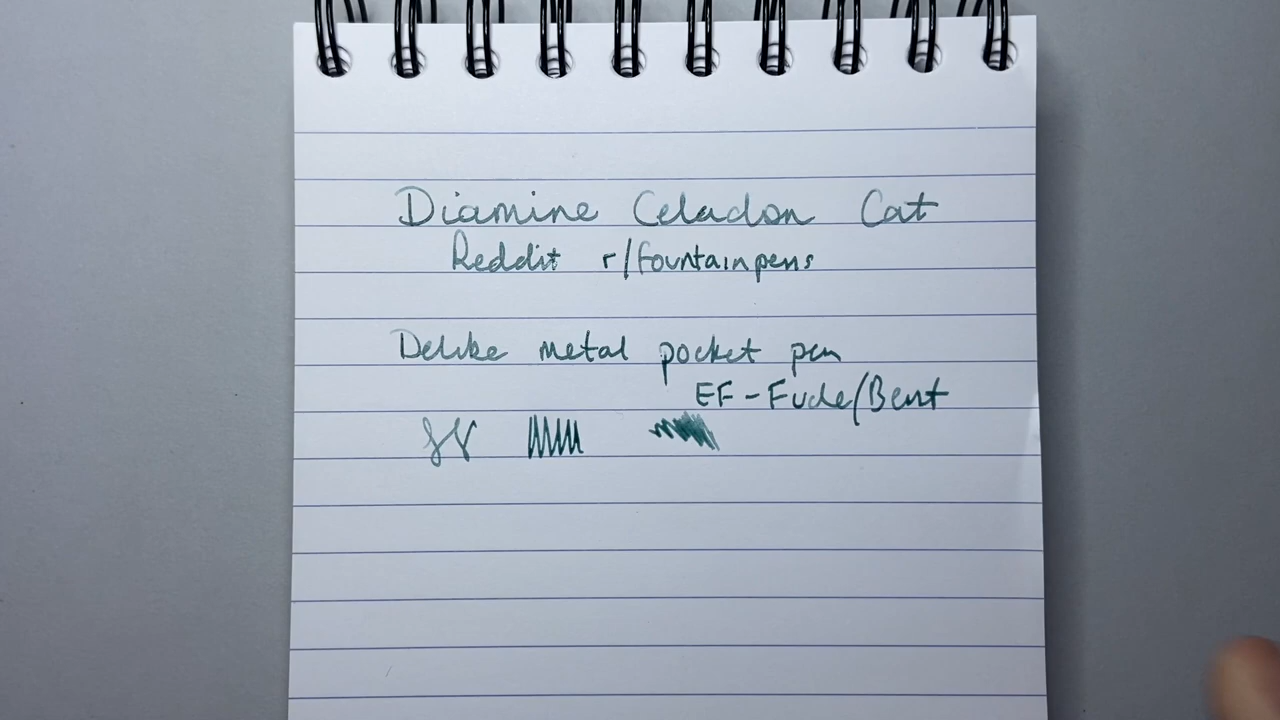 Diamine Celadon Cat
Reddit r/fountainpens
Delike metal pocket pen
EF - Fude/Bent